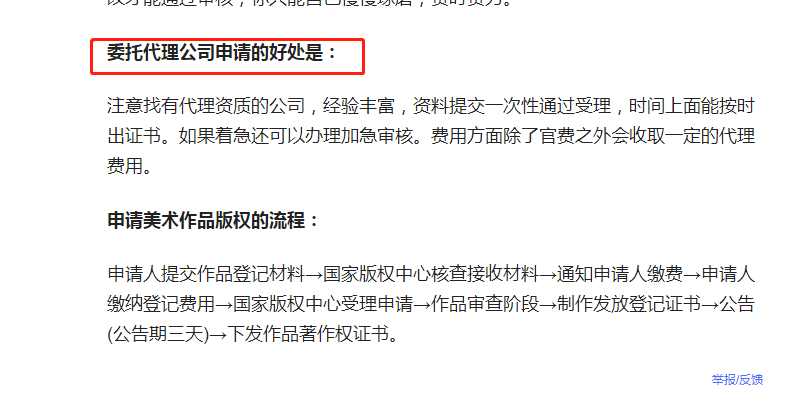 委托代理公司申请的好处是：
注意找有代理资质的公司，经验丰富，资料提交一次性通过受理，时间上面能按时
出证书。如果着急还可以办理加急审核。费用方面除了官费之外会收取一定的代理
费用。
申请美术作品版权的流程：
申请人提交作品登记材料→国家版权中心核查接收材料→通知申请人缴费→申请人
缴纳登记费用→国家版权中心受理申请→作品审查阶段→制作发放登记证书→公告
(公告期三天)→下发作品著作权证书。
举报/反馈